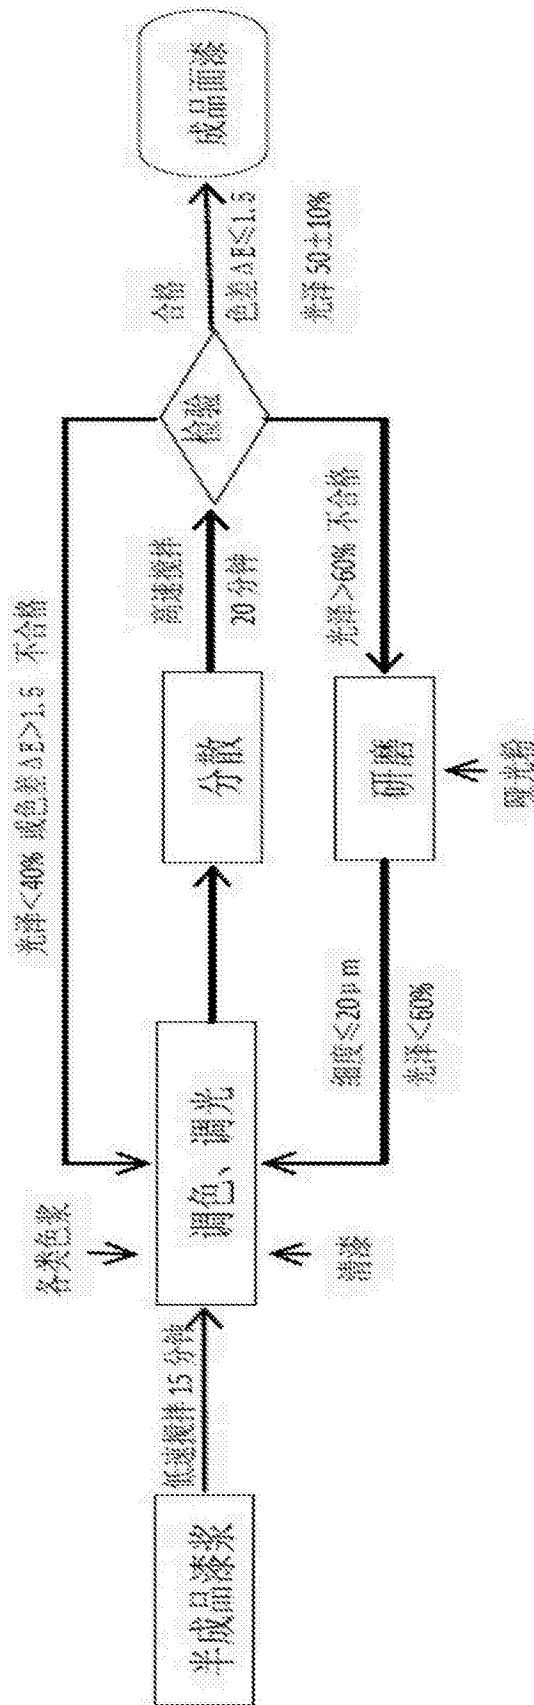 半成品漆浆
低速搅拌 15 分钟
各类色浆
调色、调光
清漆
分散
高速搅拌
20 分钟
检验
合格
色差ΔE≤1.5
光泽 50±10%
成品面漆
光泽<40% 或色差ΔE>1.5 不合格
光泽>60% 不合格
研磨
哑光粉
细度≤20μm
光泽<60%